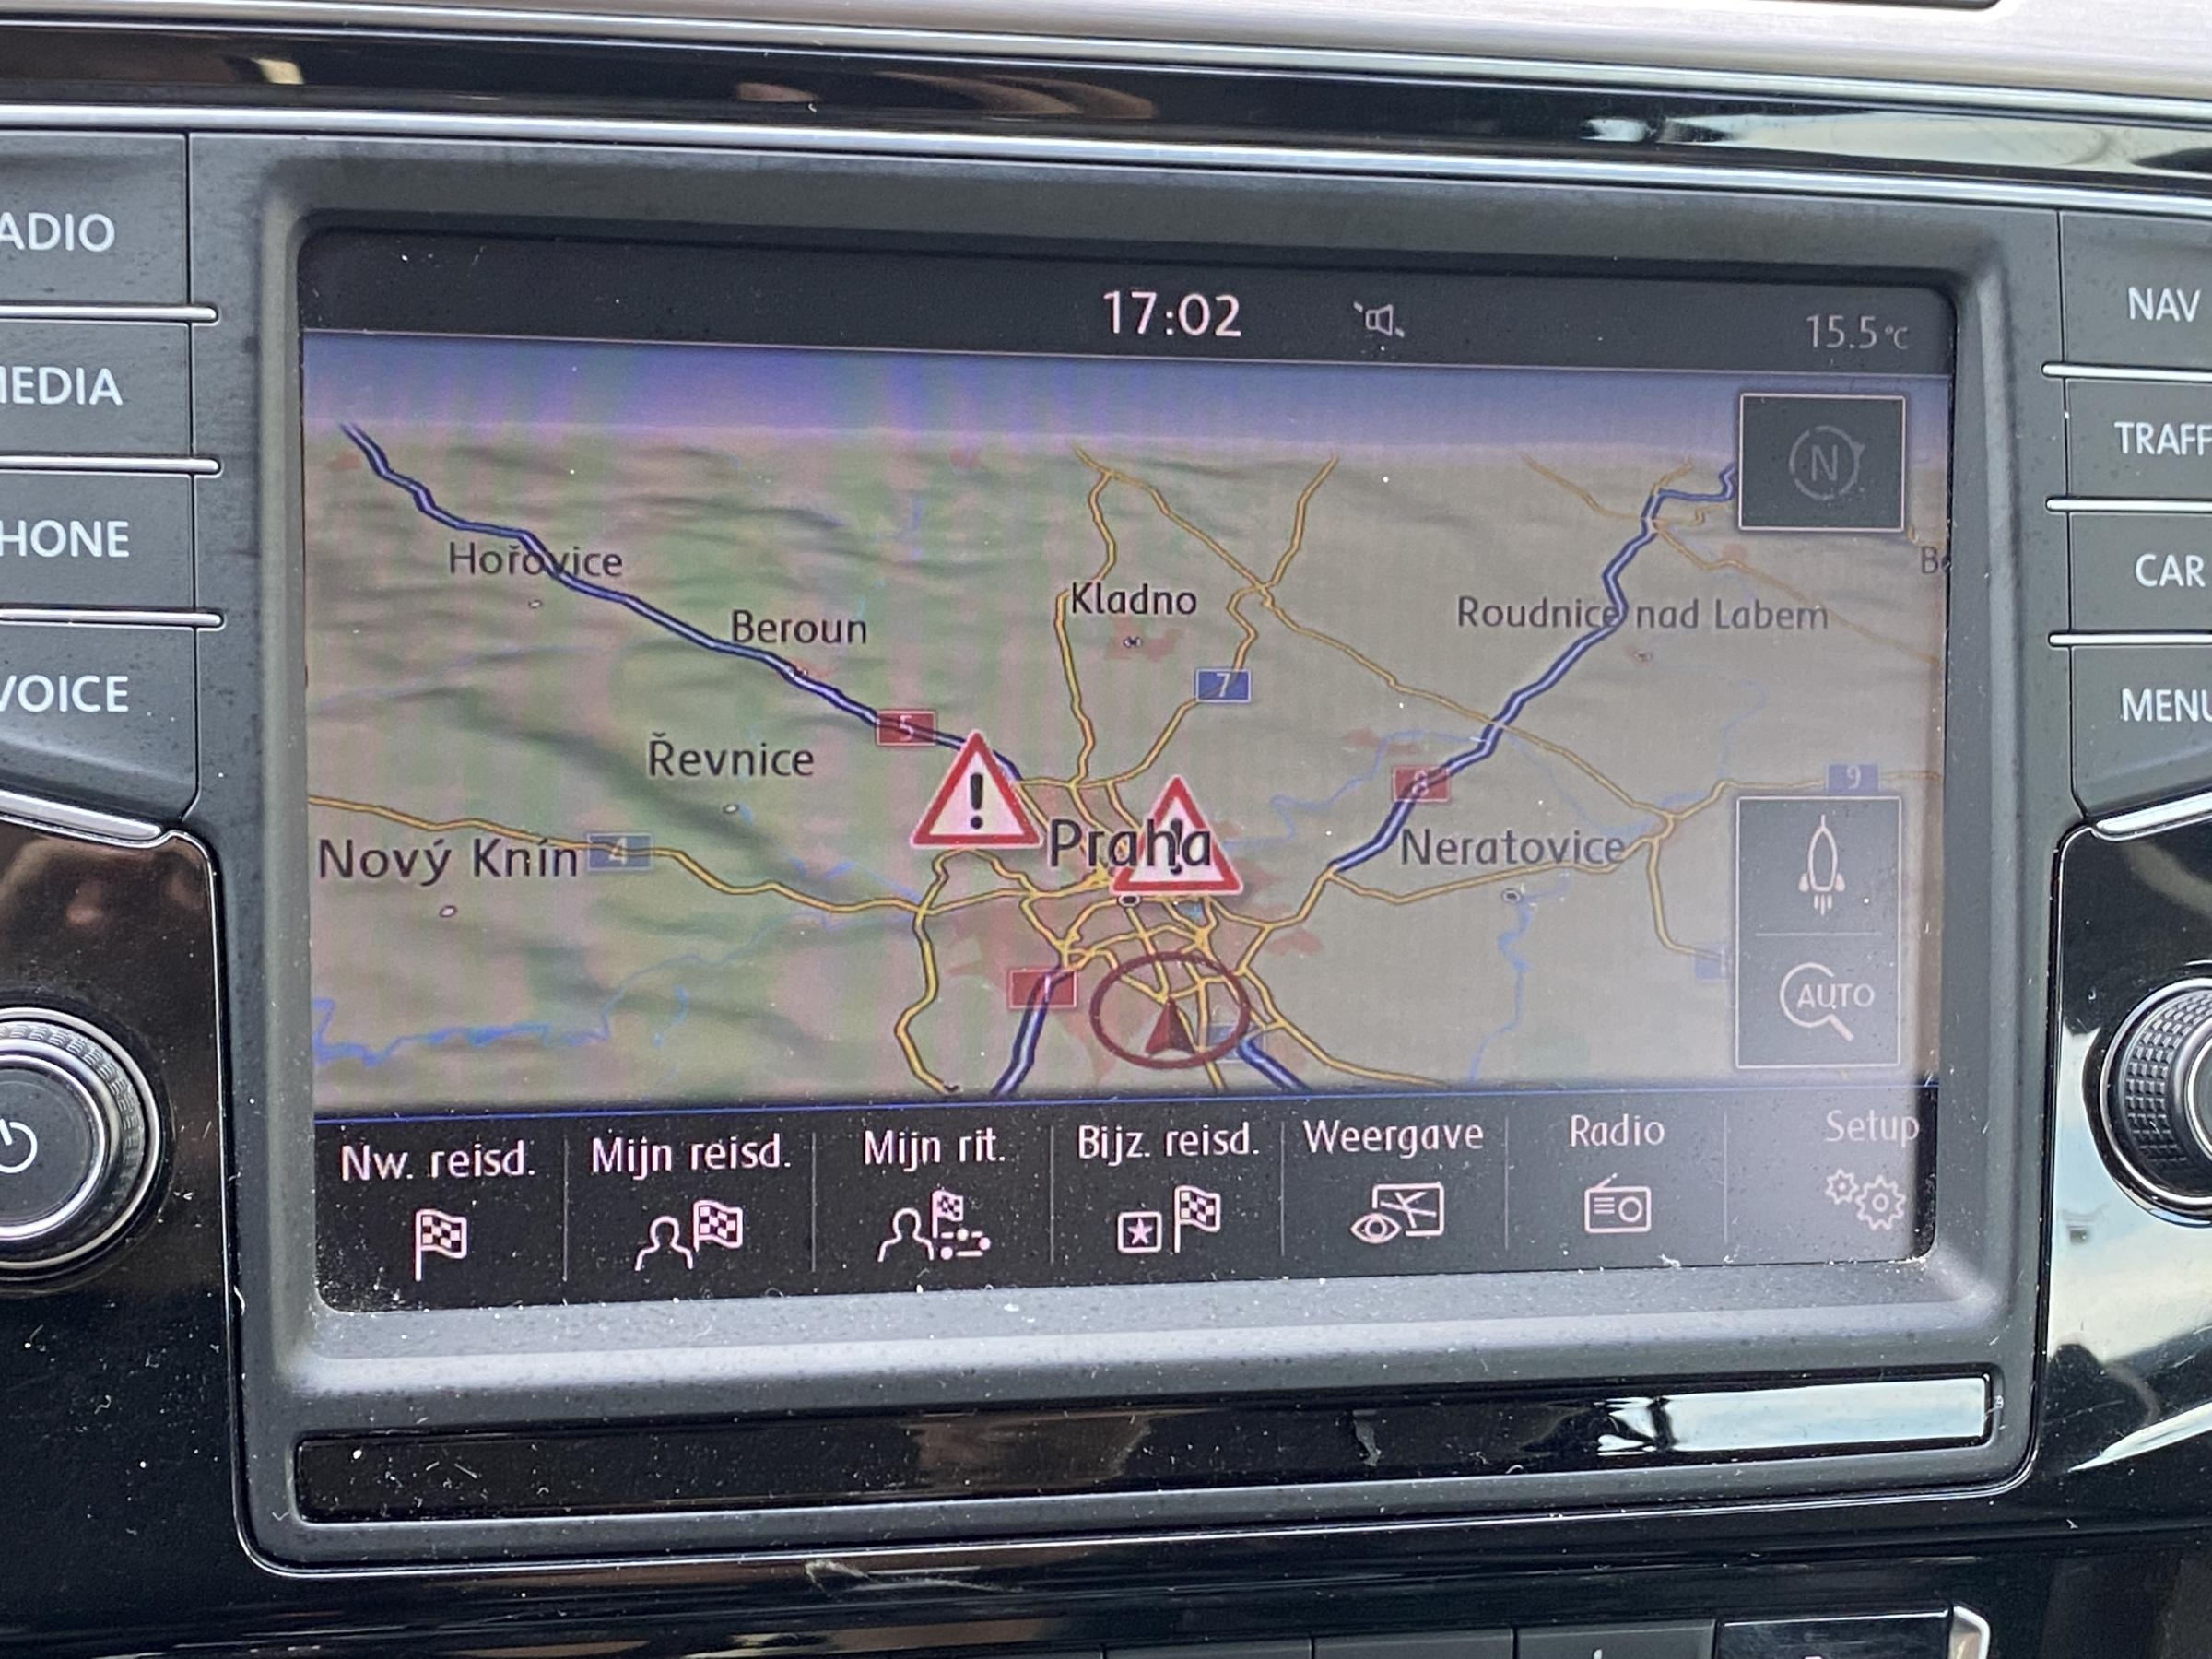 17:02
15.5°C
ADIO
MEDIA
HONE
VOICE
NAV
TRAFF
CAR
MENU
N
Hořovice
Beroun
Kladno
Roudnice nad Labem
7
5
Řevnice
8
9
Nový Knín
4
Praha
Neratovice
AUTO
Nw. reisd.
Mijn reisd.
Mijn rit.
Bijz. reisd.
Weergave
Radio
Setup